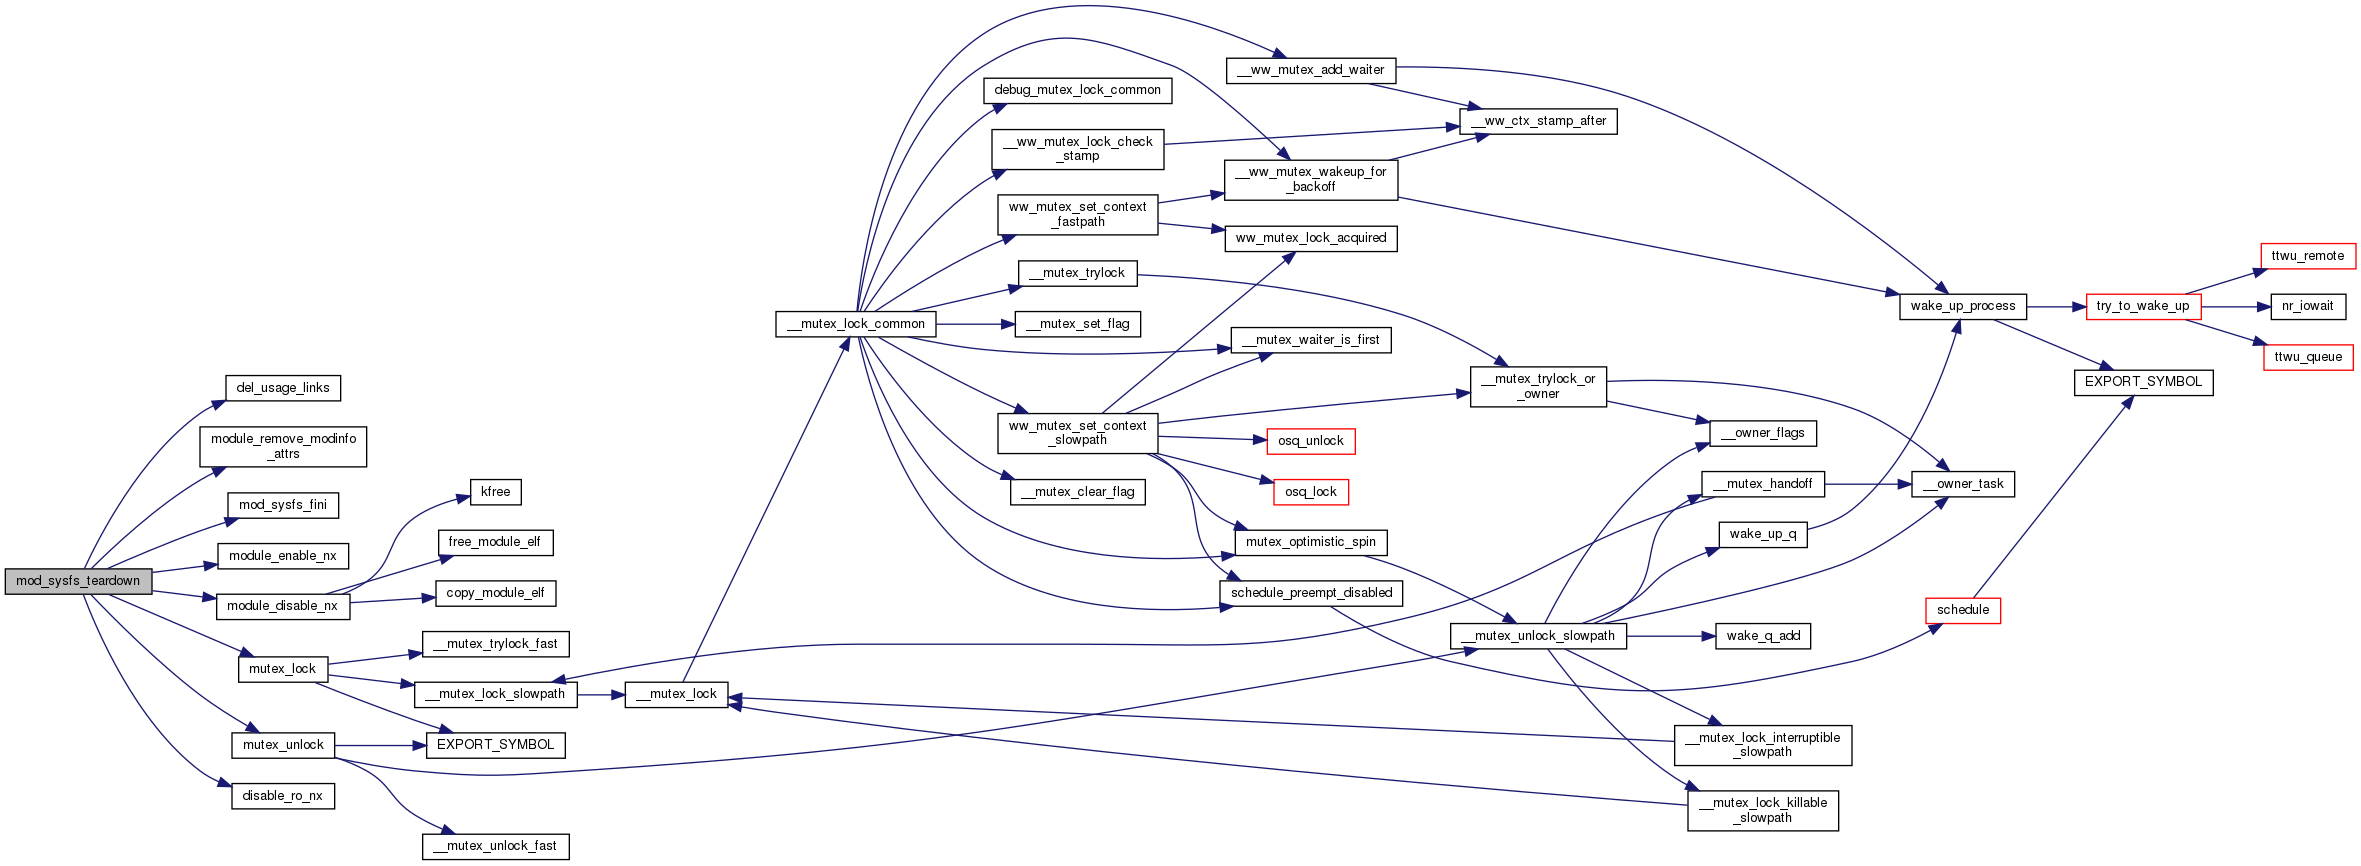 mod_sysfs_teardown
del_usage_links
module_remove_modinfo
_attrs
mod_sysfs_fini
module_enable_nx
module_disable_nx
mutex_lock
mutex_unlock
disable_ro_nx
kfree
free_module_elf
copy_module_elf
__mutex_trylock_fast
__mutex_lock_slowpath
EXPORT_SYMBOL
__mutex_unlock_fast
__mutex_lock
__mutex_lock_common
debug_mutex_lock_common
__ww_mutex_lock_check
_stamp
ww_mutex_set_context
_fastpath
__mutex_trylock
__mutex_set_flag
ww_mutex_set_context
_slowpath
__mutex_clear_flag
__ww_mutex_add_waiter
__ww_mutex_wakeup_for
_backoff
ww_mutex_lock_acquired
__mutex_waiter_is_first
osq_unlock
osq_lock
mutex_optimistic_spin
schedule_preempt_disabled
__ww_ctx_stamp_after
__mutex_trylock_or
_owner
__mutex_unlock_slowpath
__owner_flags
__mutex_handoff
wake_up_q
wake_q_add
__mutex_lock_interruptible
_slowpath
__mutex_lock_killable
_slowpath
wake_up_process
__owner_task
schedule
try_to_wake_up
EXPORT_SYMBOL
ttwu_remote
nr_iowait
ttwu_queue